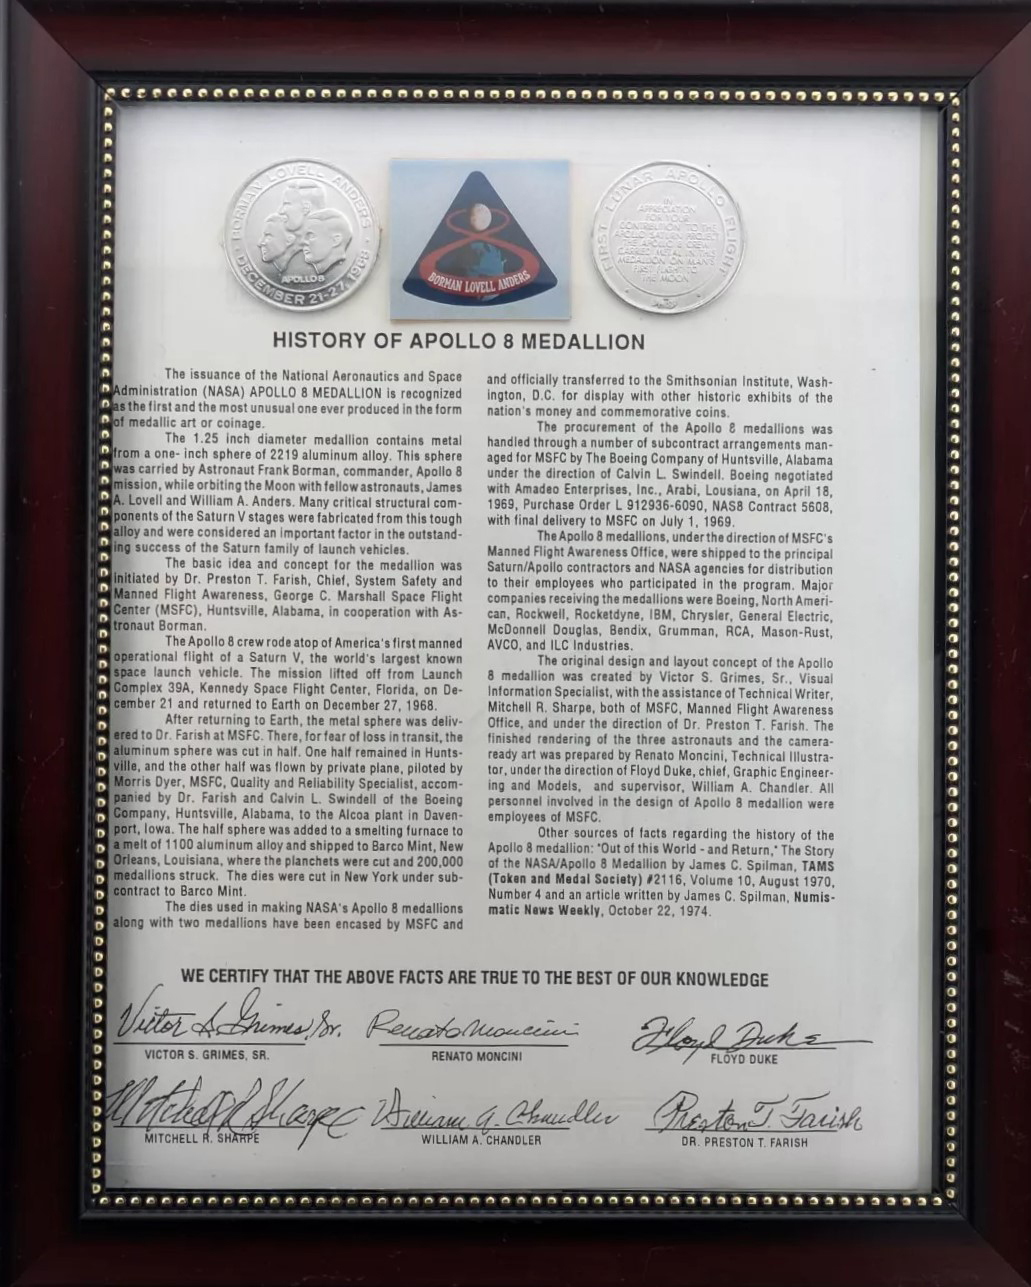 BORMAN LOVELL ANDERS
APOLLO 8
DECEMBER 21-27, 1968
BORMAN LOVELL ANDERS
FIRST LUNAR APOLLO FLIGHT
IN
APPRECIATION
FOR YOUR
CONTRIBUTION TO THE
APOLLO SATURN PROJECT
THE APOLLO 8 CREW
CARRIED METAL IN THIS
MEDALLION ON MAN'S
FIRST FLIGHT TO
THE MOON
HISTORY OF APOLLO 8 MEDALLION
The issuance of the National Aeronautics and Space
Administration (NASA) APOLLO 8 MEDALLION is recognized
as the first and the most unusual one ever produced in the form
of medallic art or coinage.
The 1.25 inch diameter medallion contains metal
from a one- inch sphere of 2219 aluminum alloy. This sphere
was carried by Astronaut Frank Borman, commander, Apollo 8
mission, while orbiting the Moon with fellow astronauts, James
A. Lovell and William A. Anders. Many critical structural com-
ponents of the Saturn V stages were fabricated from this tough
alloy and were considered an important factor in the outstand-
ing success of the Saturn family of launch vehicles.
The basic idea and concept for the medallion was
initiated by Dr. Preston T. Farish, Chief, System Safety and
Manned Flight Awareness, George C. Marshall Space Flight
Center (MSFC), Huntsville, Alabama, in cooperation with As-
tronaut Borman.
The Apollo 8 crew rode atop of America's first manned
operational flight of a Saturn V, the world's largest known
space launch vehicle. The mission lifted off from Launch
Complex 39A, Kennedy Space Flight Center, Florida, on De-
cember 21 and returned to Earth on December 27, 1968.
After returning to Earth, the metal sphere was deliv-
ered to Dr. Farish at MSFC. There, for fear of loss in transit, the
aluminum sphere was cut in half. One half remained in Hunts-
ville, and the other half was flown by private plane, piloted by
Morris Dyer, MSFC, Quality and Reliability Specialist, accom-
panied by Dr. Farish and Calvin L. Swindell of the Boeing
Company, Huntsville, Alabama, to the Alcoa plant in Daven-
port, Iowa. The half sphere was added to a smelting furnace to
a melt of 1100 aluminum alloy and shipped to Barco Mint, New
Orleans, Louisiana, where the planchets were cut and 200,000
medallions struck. The dies were cut in New York under sub-
contract to Barco Mint.
The dies used in making NASA's Apollo 8 medallions
along with two medallions have been encased by MSFC and
and officially transferred to the Smithsonian Institute, Wash-
ington, D.C. for display with other historic exhibits of the
nation's money and commemorative coins.
The procurement of the Apollo 8 medallions was
handled through a number of subcontract arrangements man-
aged for MSFC by The Boeing Company of Huntsville, Alabama
under the direction of Calvin L. Swindell. Boeing negotiated
with Amadeo Enterprises, Inc., Arabi, Lousiana, on April 18,
1969, Purchase Order L 912936-6090, NAS8 Contract 5608,
with final delivery to MSFC on July 1, 1969.
The Apollo 8 medallions, under the direction of MSFC's
Manned Flight Awareness Office, were shipped to the principal
Saturn/Apollo contractors and NASA agencies for distribution
to their employees who participated in the program. Major
companies receiving the medallions were Boeing, North Ameri-
can, Rockwell, Rocketdyne, IBM, Chrysler, General Electric,
McDonnell Douglas, Bendix, Grumman, RCA, Mason-Rust,
AVCO, and ILC Industries.
The original design and layout concept of the Apollo
8 medallion was created by Victor S. Grimes, Sr., Visual
Information Specialist, with the assistance of Technical Writer,
Mitchell R. Sharpe, both of MSFC, Manned Flight Awareness
Office, and under the direction of Dr. Preston T. Farish. The
finished rendering of the three astronauts and the camera-
ready art was prepared by Renato Moncini, Technical Illustra-
tor, under the direction of Floyd Duke, chief, Graphic Engineer-
ing and Models, and supervisor, William A. Chandler. All
personnel involved in the design of Apollo 8 medallion were
employees of MSFC.
Other sources of facts regarding the history of the
Apollo 8 medallion: "Out of this World - and Return," The Story
of the NASA/Apollo 8 Medallion by James C. Spilman, TAMS
(Token and Medal Society) #2116, Volume 10, August 1970,
Number 4 and an article written by James C. Spilman, Numis-
matic News Weekly, October 22, 1974.
WE CERTIFY THAT THE ABOVE FACTS ARE TRUE TO THE BEST OF OUR KNOWLEDGE
Victor S. Grimes, Sr. Renato Moncini Floyd Duke
VICTOR S. GRIMES, SR. RENATO MONCINI FLOYD DUKE
Mitchell R Sharpe William A. Chandler Preston T. Farish
MITCHELL R. SHARPE WILLIAM A. CHANDLER DR. PRESTON T. FARISH